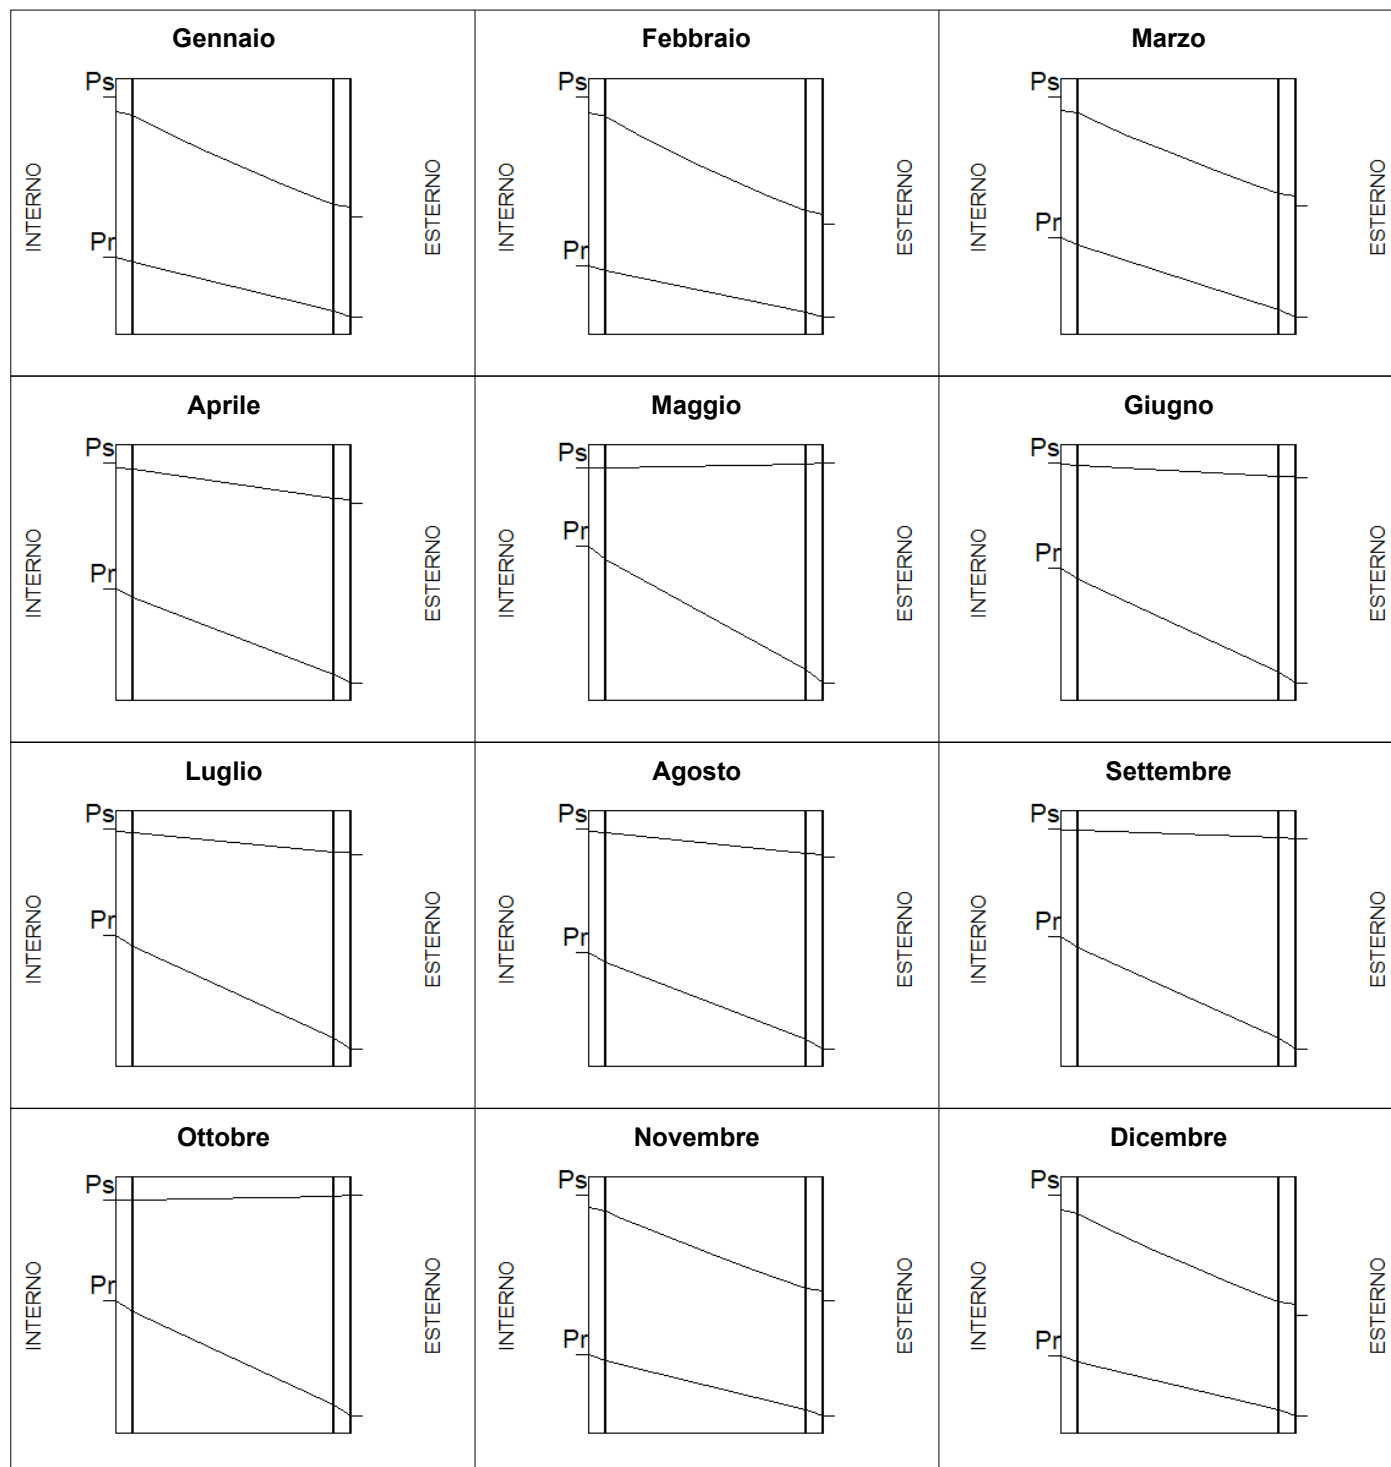 Gennaio
Ps
INTERNO
Pr
ESTERNO
Febbraio
Ps
INTERNO
Pr
ESTERNO
Marzo
Ps
INTERNO
Pr
ESTERNO
Aprile
Ps
INTERNO
Pr
ESTERNO
Maggio
Ps
INTERNO
Pr
ESTERNO
Giugno
Ps
INTERNO
Pr
ESTERNO
Luglio
Ps
INTERNO
Pr
ESTERNO
Agosto
Ps
INTERNO
Pr
ESTERNO
Settembre
Ps
INTERNO
Pr
ESTERNO
Ottobre
Ps
INTERNO
Pr
ESTERNO
Novembre
Ps
INTERNO
Pr
ESTERNO
Dicembre
Ps
INTERNO
Pr
ESTERNO